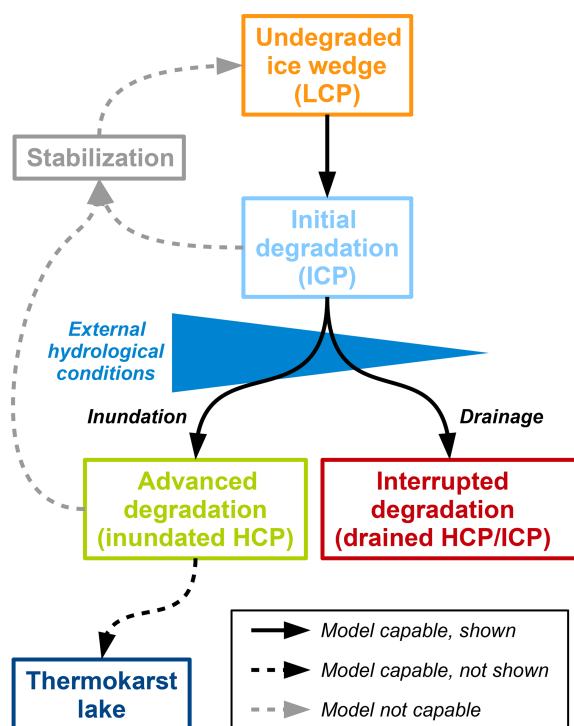 Undegraded
ice wedge
(LCP)
Stabilization
Initial
degradation
(ICP)
External
hydrological
conditions
Inundation
Drainage
Advanced
degradation
(inundated HCP)
Interrupted
degradation
(drained HCP/ICP)
Thermokarst
lake
Model capable, shown
Model capable, not shown
Model not capable